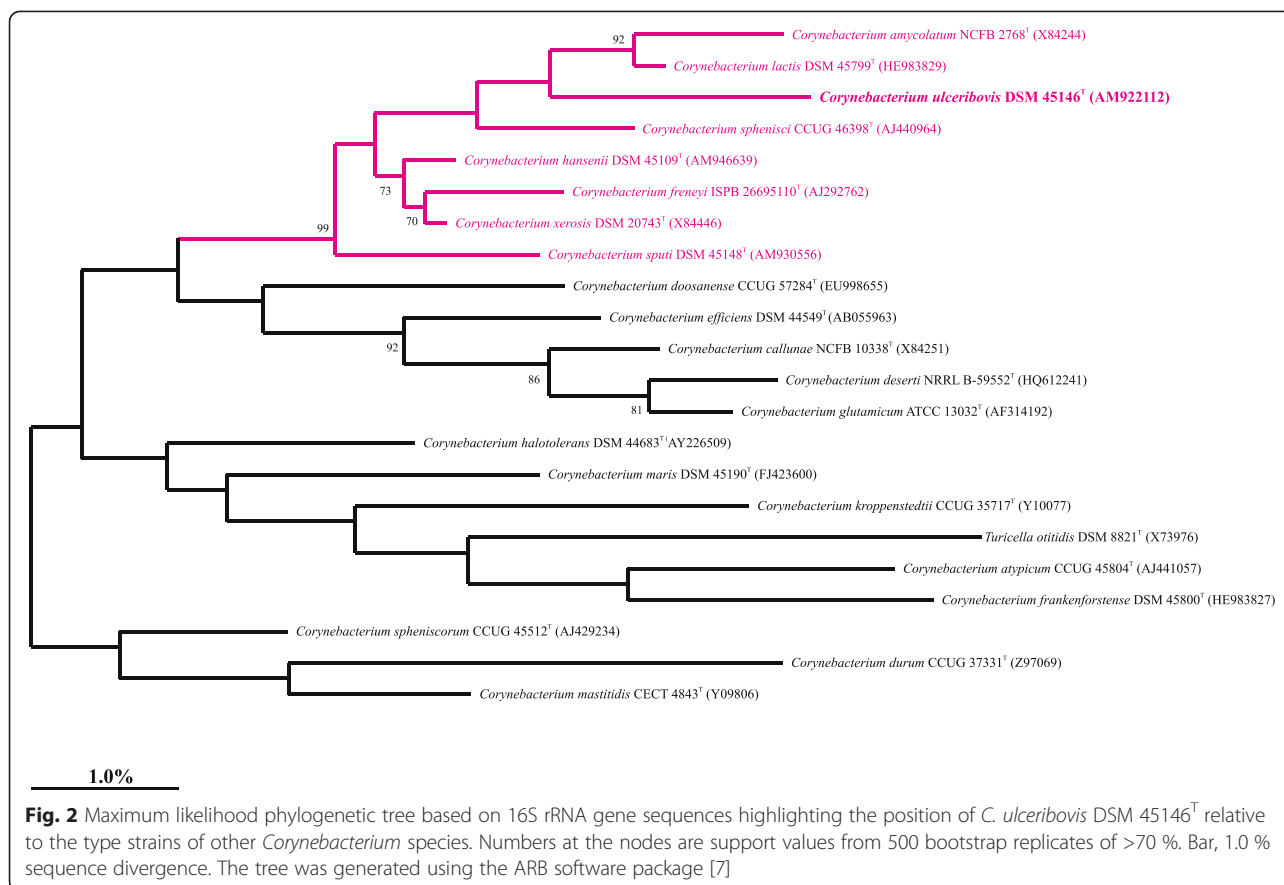 92
Corynebacterium amycolatum NCFB 2768ᵀ (X84244)
Corynebacterium lactis DSM 45799ᵀ (HE983829)
Corynebacterium ulceribovis DSM 45146ᵀ (AM922112)
Corynebacterium sphenisci CCUG 46398ᵀ (AJ440964)
Corynebacterium hansenii DSM 45109ᵀ (AM946639)
73
Corynebacterium freneyi ISPB 26695110ᵀ (AJ292762)
70
Corynebacterium xerosis DSM 20743ᵀ (X84446)
99
Corynebacterium sputi DSM 45148ᵀ (AM930556)
Corynebacterium doosanense CCUG 57284ᵀ (EU998655)
Corynebacterium efficiens DSM 44549ᵀ (AB055963)
92
Corynebacterium callunae NCFB 10338ᵀ (X84251)
86
Corynebacterium deserti NRRL B-59552ᵀ (HQ612241)
81
Corynebacterium glutamicum ATCC 13032ᵀ (AF314192)
Corynebacterium halotolerans DSM 44683ᵀ⁽AY226509)
Corynebacterium maris DSM 45190ᵀ (FJ423600)
Corynebacterium kroppenstedtii CCUG 35717ᵀ (Y10077)
Turicella otitidis DSM 8821ᵀ (X73976)
Corynebacterium atypicum CCUG 45804ᵀ (AJ441057)
Corynebacterium frankenforstense DSM 45800ᵀ (HE983827)
Corynebacterium spheniscorum CCUG 45512ᵀ (AJ429234)
Corynebacterium durum CCUG 37331ᵀ (Z97069)
Corynebacterium mastitidis CECT 4843ᵀ (Y09806)
1.0%
Fig. 2 Maximum likelihood phylogenetic tree based on 16S rRNA gene sequences highlighting the position of C. ulceribovis DSM 45146ᵀ relative
to the type strains of other Corynebacterium species. Numbers at the nodes are support values from 500 bootstrap replicates of >70 %. Bar, 1.0 %
sequence divergence. The tree was generated using the ARB software package [7]